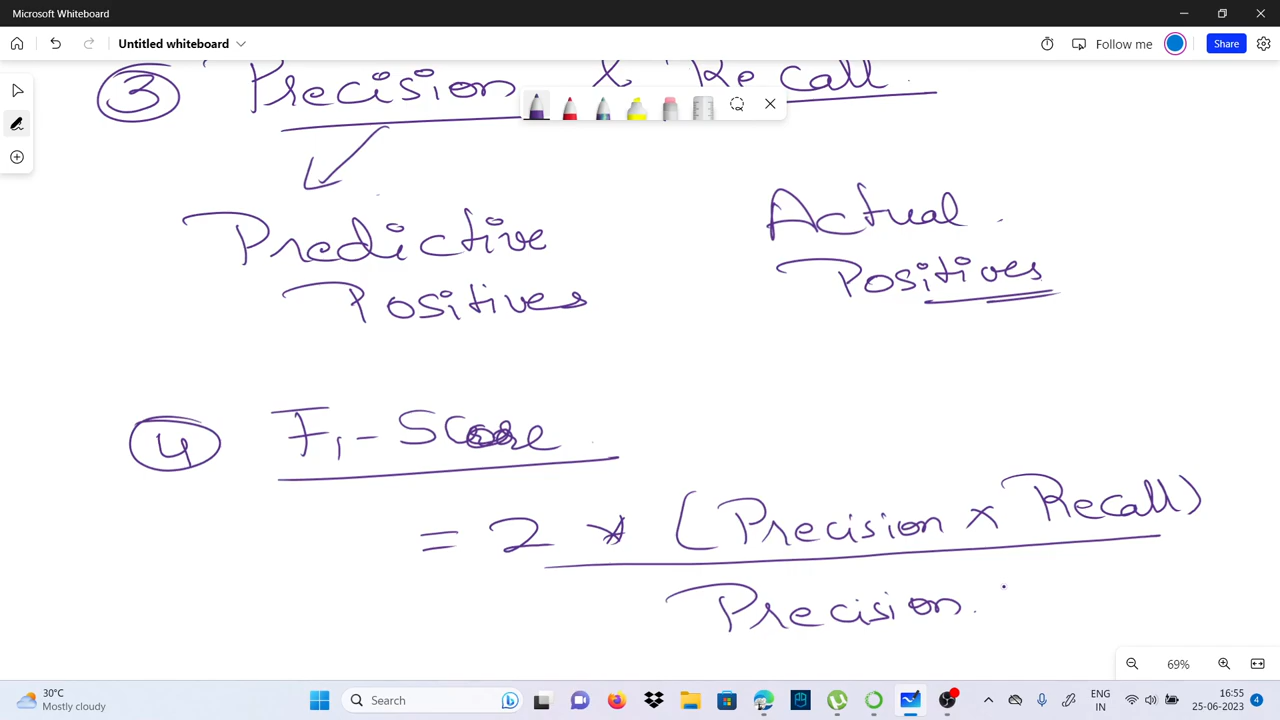 Microsoft Whiteboard
Untitled whiteboard
Follow me
Share
3 Precision & Recall
Predictive
Positives
Actual
Positives
4 F1 - Score
= 2 * (Precision x Recall)
Precision
69%
30°C
Mostly cloudy
Search
ENG
IN
16:55
25-06-2023
4